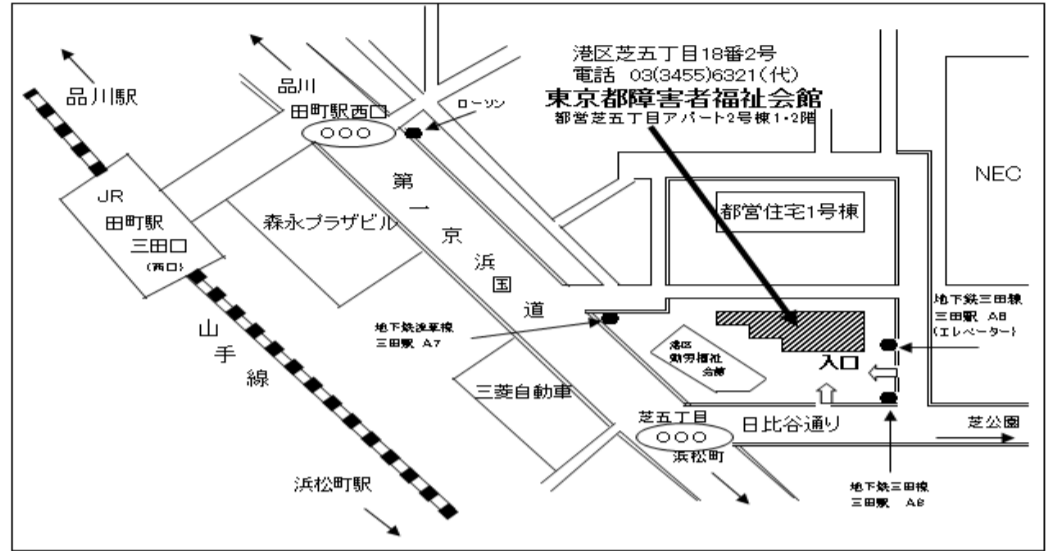 港区芝五丁目18番2号
電話 03(3455)6321(代)
東京都障害者福祉会館
都営芝五丁目アパート2号棟1・2階
品川駅
品川
田町駅西口
○○○
ローソン
NEC
JR
田町駅
三田口
(西口)
森永プラザビル
第一京浜国道
都営住宅1号棟
山手線
地下鉄浅草線
三田駅 A7
港区
勤労福祉
会館
入口
地下鉄三田線
三田駅 A8
(エレベーター)
三菱自動車
芝五丁目
○○○
浜松町
日比谷通り
芝公園
浜松町駅
地下鉄三田線
三田駅 A6